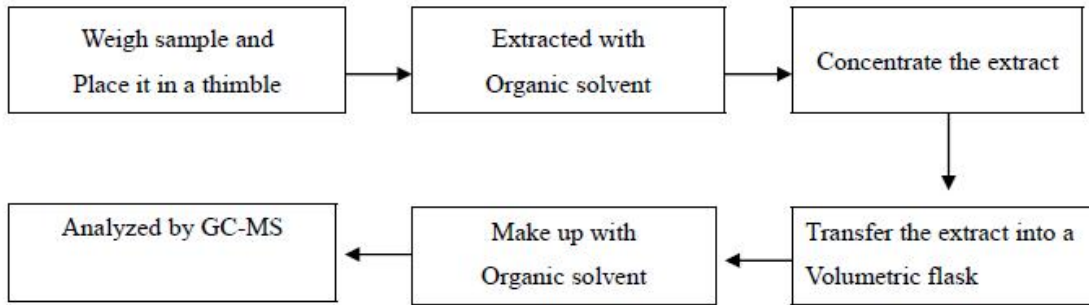 Weigh sample and
Place it in a thimble
Extracted with
Organic solvent
Concentrate the extract
Transfer the extract into a
Volumetric flask
Make up with
Organic solvent
Analyzed by GC-MS